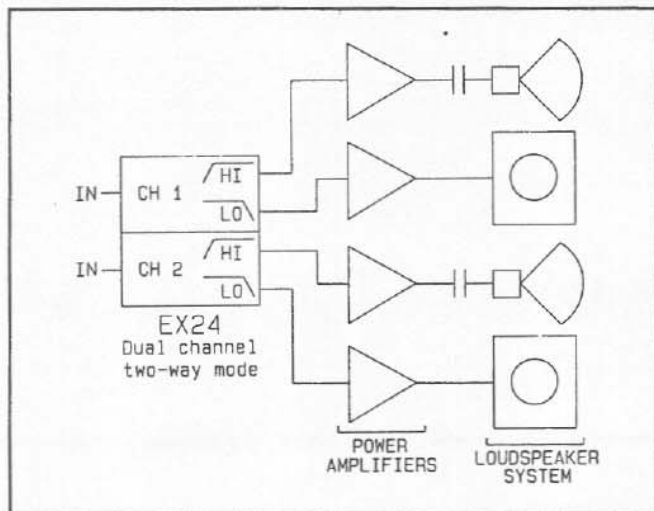 IN
CH 1
HI
LO
IN
CH 2
HI
LO
EX24
Dual channel
two-way mode
POWER
AMPLIFIERS
LOUDSPEAKER
SYSTEM